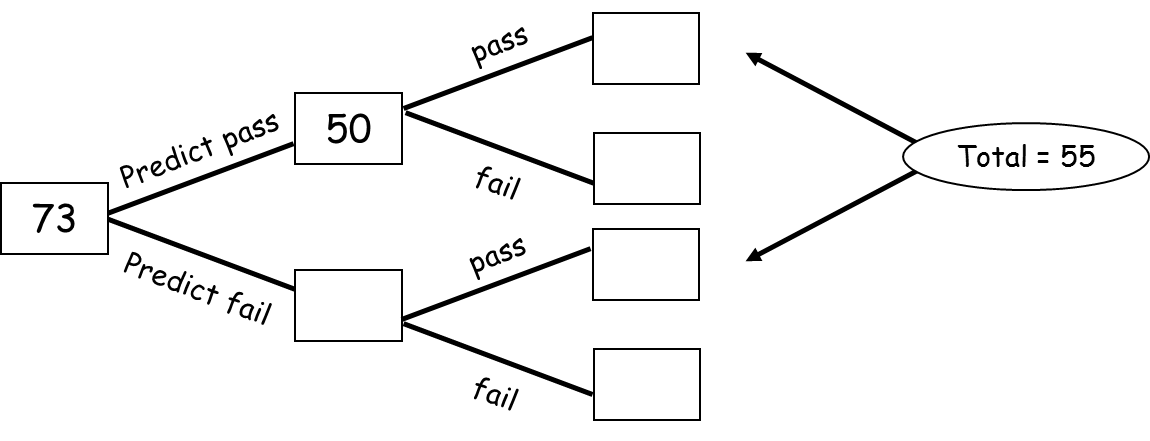 pass
Predict pass
50
fail
Total = 55
73
pass
Predict fail
fail